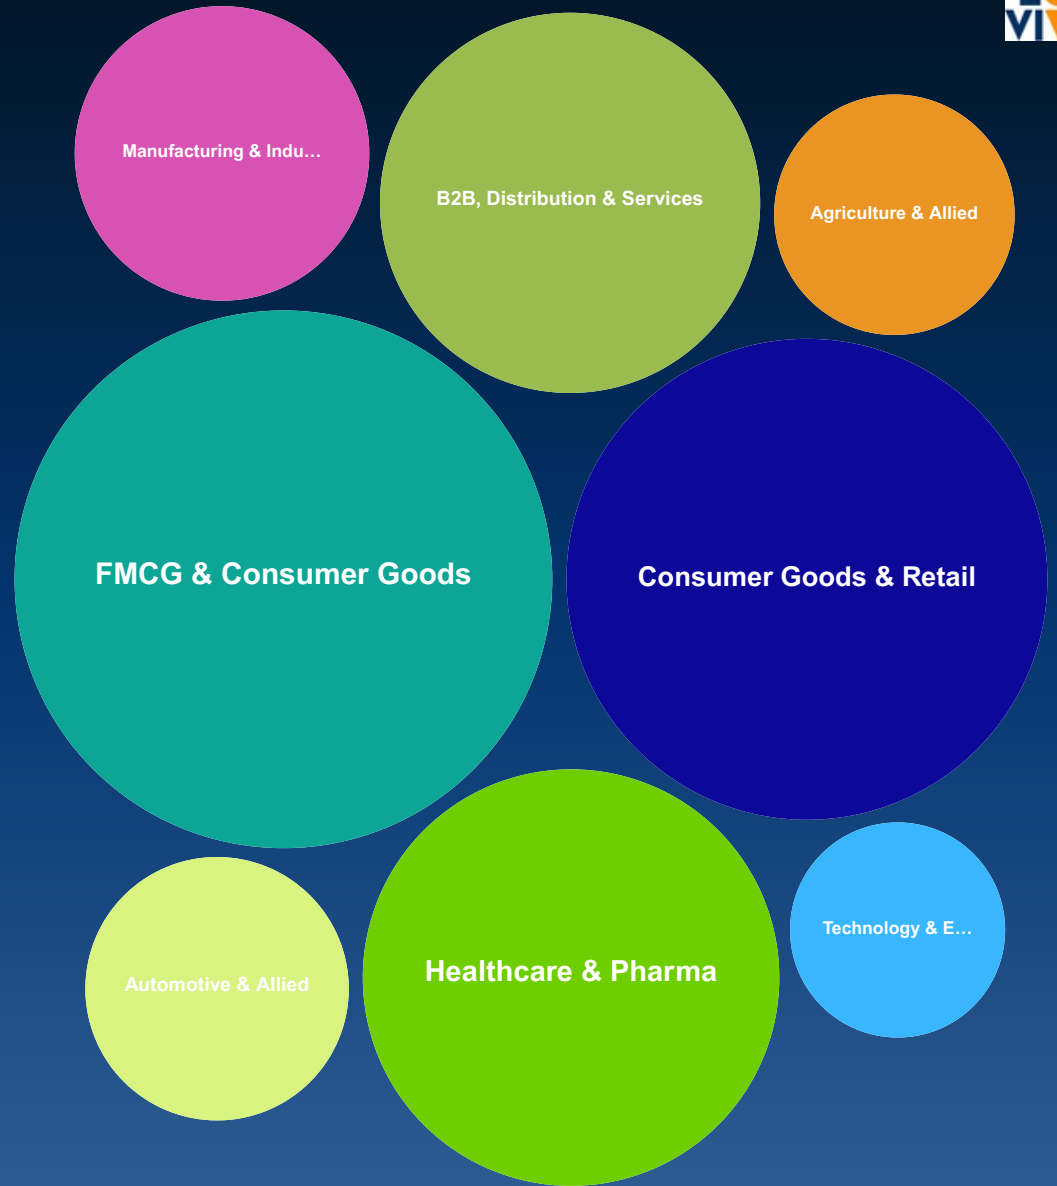 Manufacturing & Indu…
B2B, Distribution & Services
Agriculture & Allied
FMCG & Consumer Goods
Consumer Goods & Retail
Automotive & Allied
Healthcare & Pharma
Technology & E…